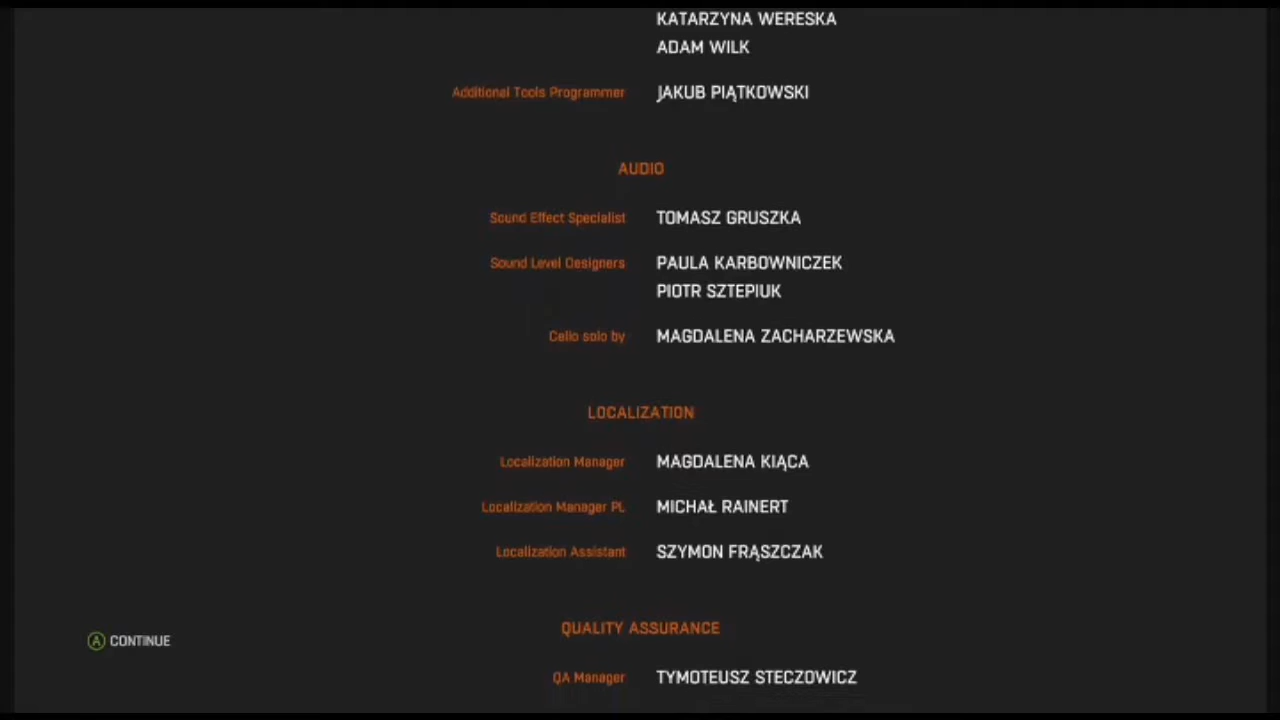 KATARZYNA WERESKA
ADAM WILK
Additional Tools Programmer JAKUB PIĄTKOWSKI
AUDIO
Sound Effect Specialist TOMASZ GRUSZKA
Sound Level Designers PAULA KARBOWNICZEK
PIOTR SZTEPIUK
Cello solo by MAGDALENA ZACHARZEWSKA
LOCALIZATION
Localization Manager MAGDALENA KIĄCA
Localization Manager PL MICHAŁ RAINERT
Localization Assistant SZYMON FRĄSZCZAK
QUALITY ASSURANCE
A CONTINUE
QA Manager TYMOTEUSZ STECZOWICZ